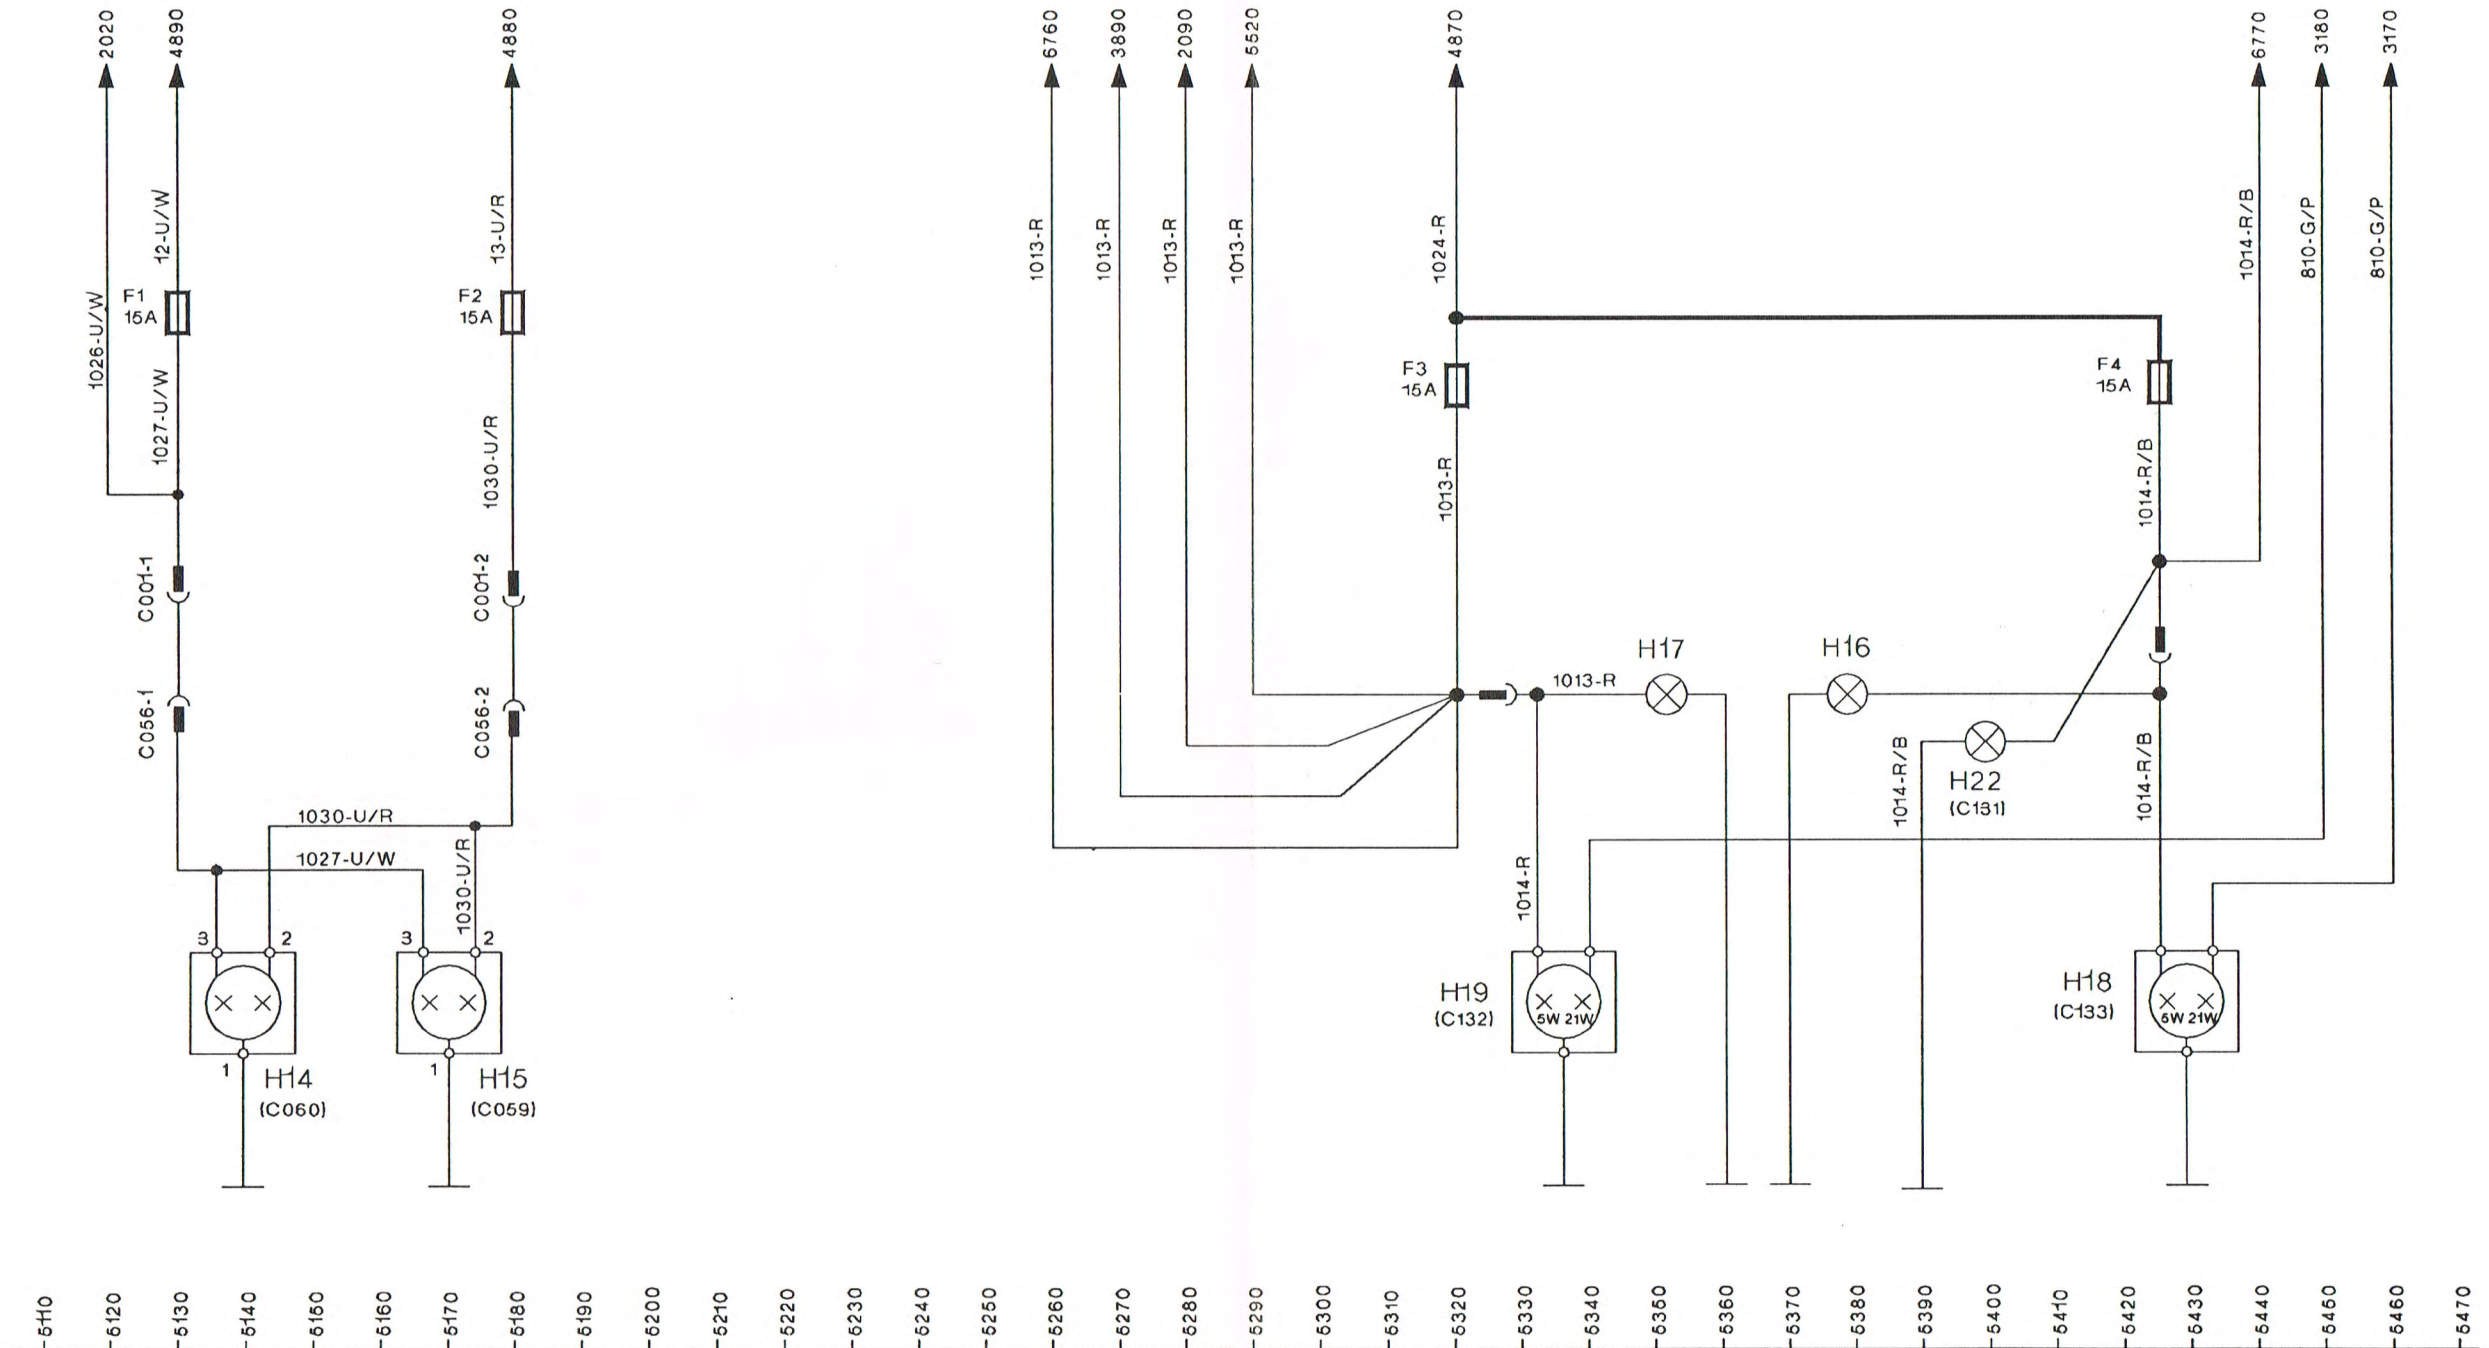 2020
4890
4880
6760
3890
2090
5520
4870
6770
3180
3170
12-U/W
13-U/R
1013-R
1013-R
1013-R
1013-R
1024-R
1014-R/B
810-G/P
810-G/P
1026-U/W
F1
15A
F2
15A
F3
15A
F4
15A
1027-U/W
1030-U/R
1013-R
1014-R/B
C001-1
C001-2
C056-1
C056-2
H17
H16
1013-R
H22
(C131)
1014-R/B
1014-R/B
1030-U/R
1027-U/W
1030-U/R
1014-R
3
2
3
2
H19
(C132)
5W 21W
H18
(C133)
5W 21W
1
H14
(C060)
1
H15
(C059)
5110
5120
5130
5140
5150
5160
5170
5180
5190
5200
5210
5220
5230
5240
5250
5260
5270
5280
5290
5300
5310
5320
5330
5340
5350
5360
5370
5380
5390
5400
5410
5420
5430
5440
5450
5460
5470